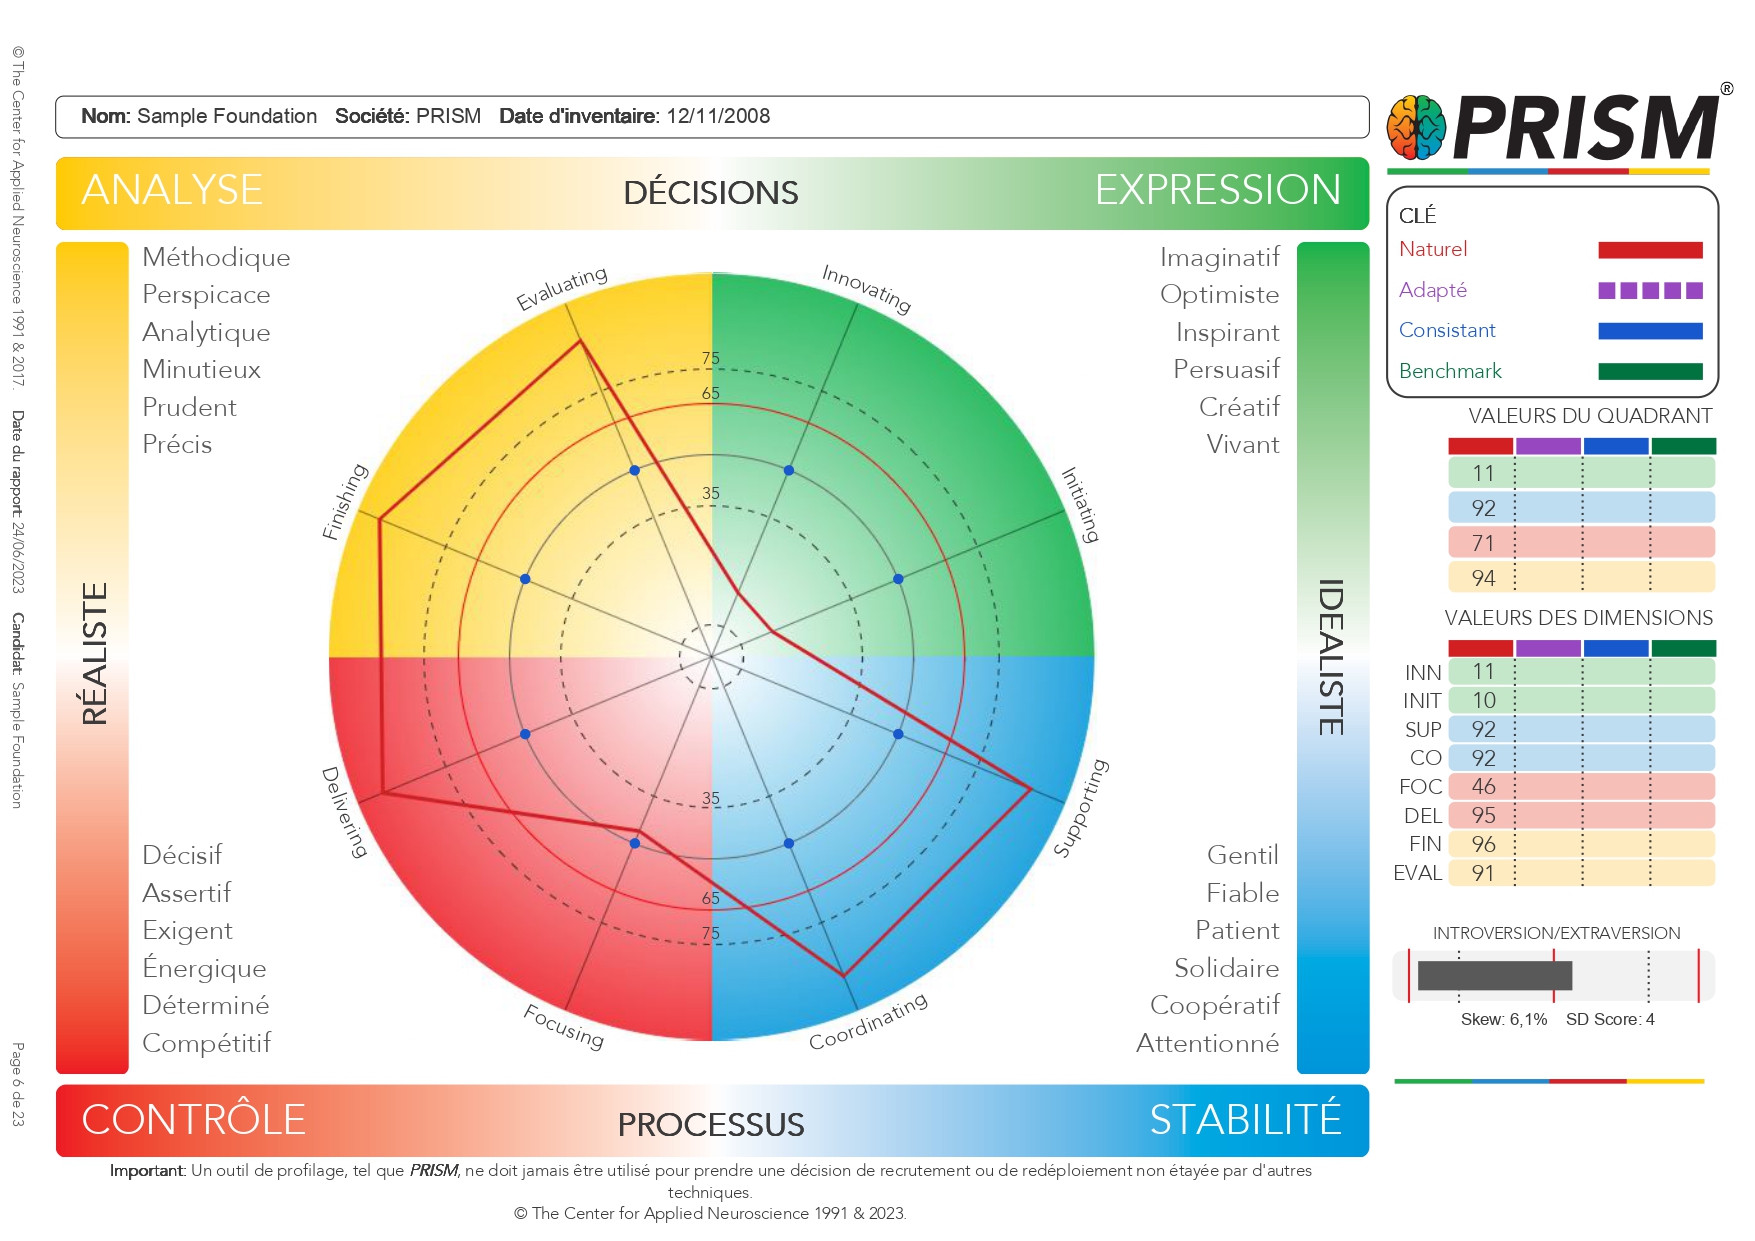 Nom: Sample Foundation Société: PRISM Date d'inventaire: 12/11/2008
PRISM®
ANALYSE DÉCISIONS EXPRESSION
Méthodique
Perspicace
Analytique
Minutieux
Prudent
Précis
Imaginatif
Optimiste
Inspirant
Persuasif
Créatif
Vivant
RÉALISTE
IDEALISTE
Evaluating
Innovating
Initiating
Supporting
Coordinating
Focusing
Delivering
Finishing
75
65
35
35
65
75
Décisif
Assertif
Exigent
Énergique
Déterminé
Compétitif
Gentil
Fiable
Patient
Solidaire
Coopératif
Attentionné
CONTRÔLE PROCESSUS STABILITÉ
Important: Un outil de profilage, tel que PRISM, ne doit jamais être utilisé pour prendre une décision de recrutement ou de redéploiement non étayée par d'autres
techniques.
© The Center for Applied Neuroscience 1991 & 2023.
CLÉ
Naturel
Adapté
Consistant
Benchmark
VALEURS DU QUADRANT
11
92
71
94
VALEURS DES DIMENSIONS
INN 11
INIT 10
SUP 92
CO 92
FOC 46
DEL 95
FIN 96
EVAL 91
INTROVERSION/EXTRAVERSION
Skew: 6,1% SD Score: 4
© The Center for Applied Neuroscience 1991 & 2017. Date du rapport: 24/06/2023 Candidat: Sample Foundation Page 6 de 23